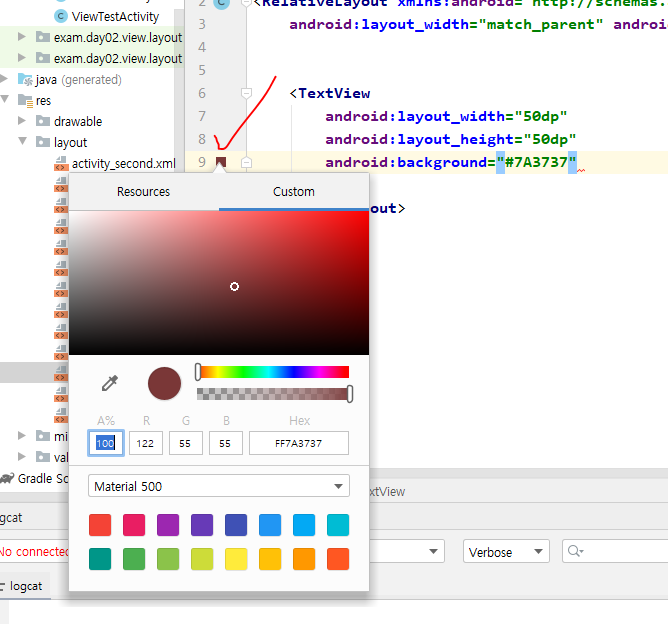 ViewTestActivity
exam.day02.view.layout
exam.day02.view.layout
java (generated)
res
drawable
layout
activity_second.xml
mi
val
Gradle Sc
2 <RelativeLayout xmlns:android="http://schemas.
3 android:layout_width="match_parent" androi
4
5
6 <TextView
7 android:layout_width="50dp"
8 android:layout_height="50dp"
9 android:background="#7A3737"
out>
Resources Custom
A% R G B Hex
100 122 55 55 FF7A3737
Material 500
xtView
gcat
No connected
Verbose
Q
logcat